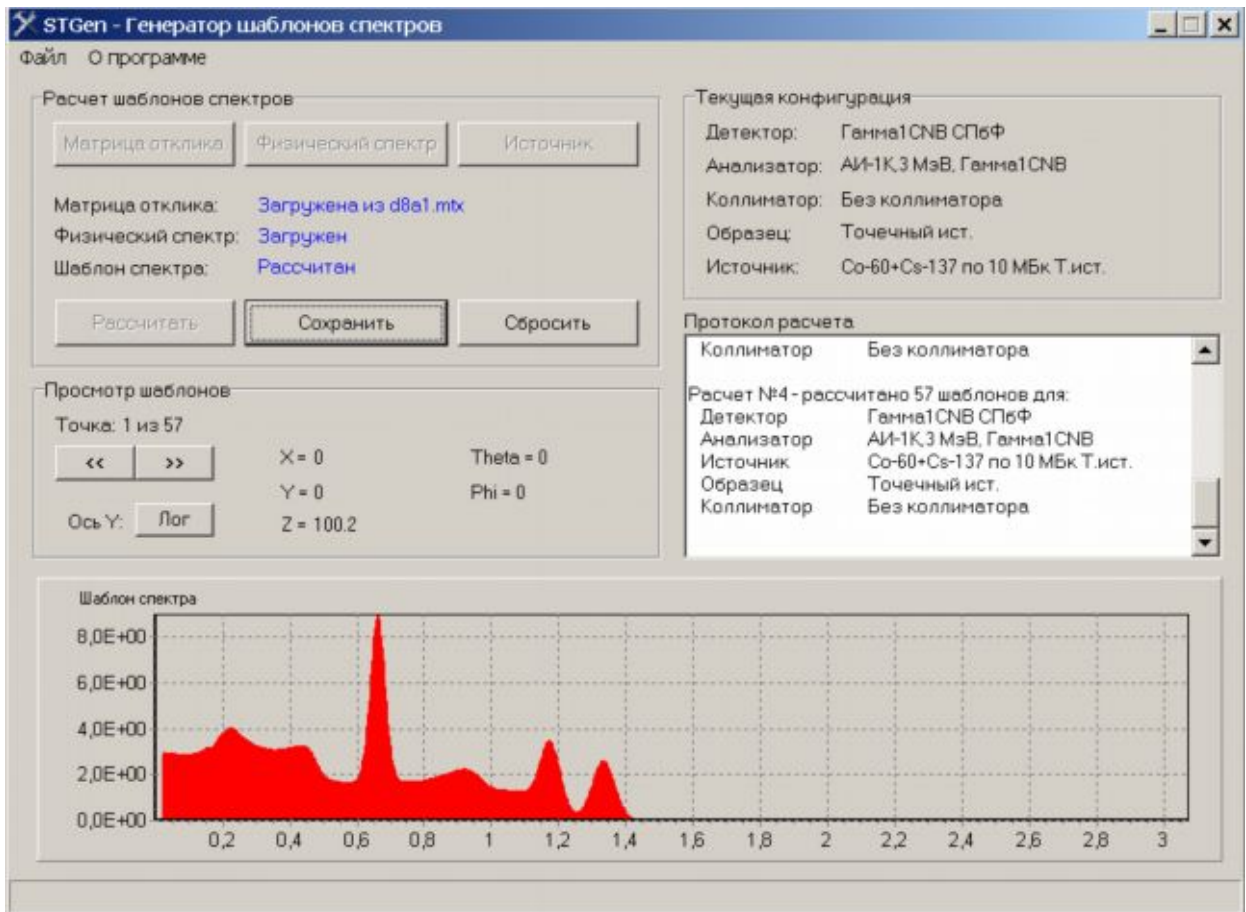 STGen - Генератор шаблонов спектров
Файл О программе
Расчет шаблонов спектров
Матрица отклика Физический спектр Источник
Матрица отклика: Загружена из d8a1.mtx
Физический спектр: Загружен
Шаблон спектра: Рассчитан
Рассчитать Сохранить Сбросить
Текущая конфигурация
Детектор: Гамма1CNB СПбФ
Анализатор: АИ-1К,3 МэВ, Гамма1CNB
Коллиматор: Без коллиматора
Образец: Точечный ист.
Источник: Co-60+Cs-137 по 10 МБк Т.ист.
Просмотр шаблонов
Точка: 1 из 57
<< >>
X = 0 Theta = 0
Y = 0 Phi = 0
Ось Y: Лог Z = 100.2
Протокол расчета
Коллиматор Без коллиматора
Расчет №4 - рассчитано 57 шаблонов для:
Детектор Гамма1CNB СПбФ
Анализатор АИ-1К,3 МэВ, Гамма1CNB
Источник Co-60+Cs-137 по 10 МБк Т.ист.
Образец Точечный ист.
Коллиматор Без коллиматора
Шаблон спектра
8,0E+00
6,0E+00
4,0E+00
2,0E+00
0,0E+00
0,2 0,4 0,6 0,8 1 1,2 1,4 1,6 1,8 2 2,2 2,4 2,6 2,8 3